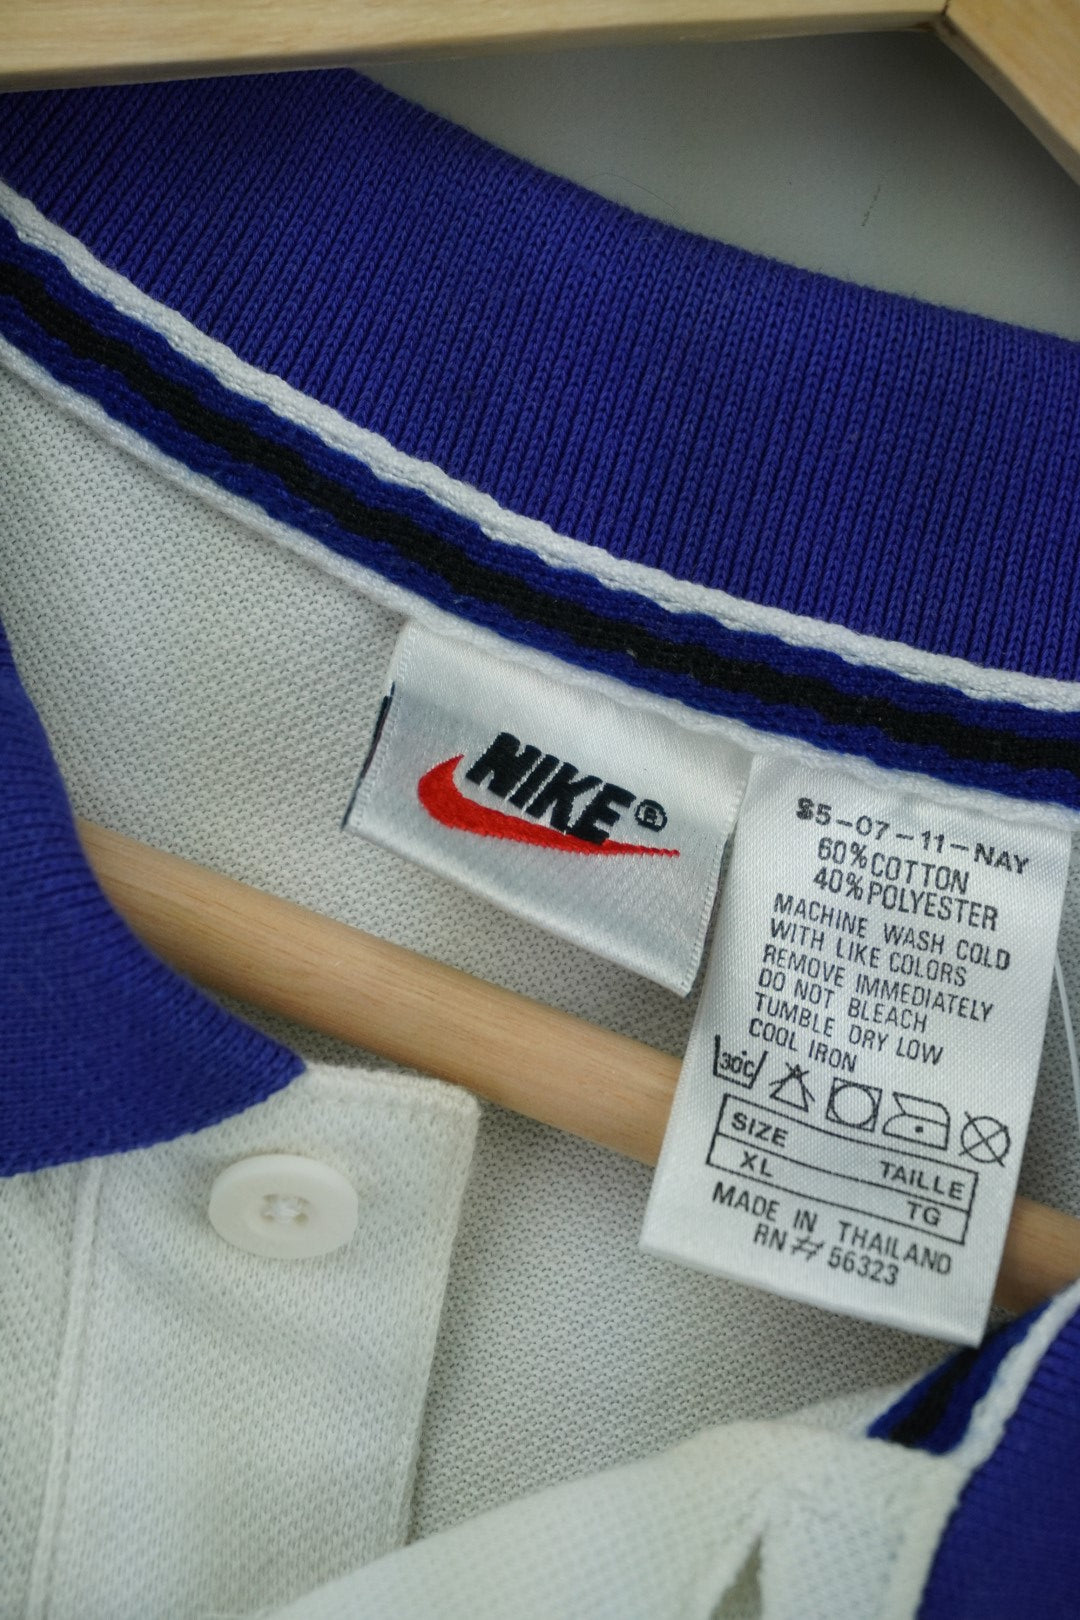 NIKE®
S5-07-11-NAY
60% COTTON
40% POLYESTER
MACHINE WASH COLD
WITH LIKE COLORS
REMOVE IMMEDIATELY
DO NOT BLEACH
TUMBLE DRY LOW
COOL IRON
30°C
SIZE TAILLE
XL TG
MADE IN THAILAND
RN# 56323